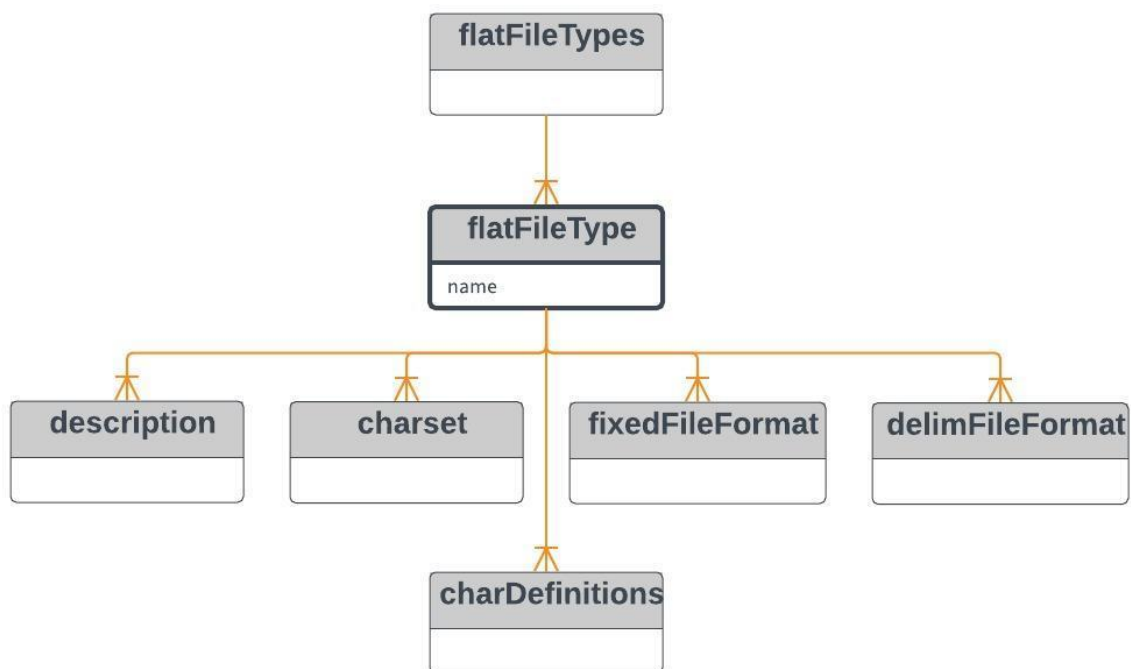 flatFileTypes
flatFileType
name
description
charset
fixedFileFormat
delimFileFormat
charDefinitions